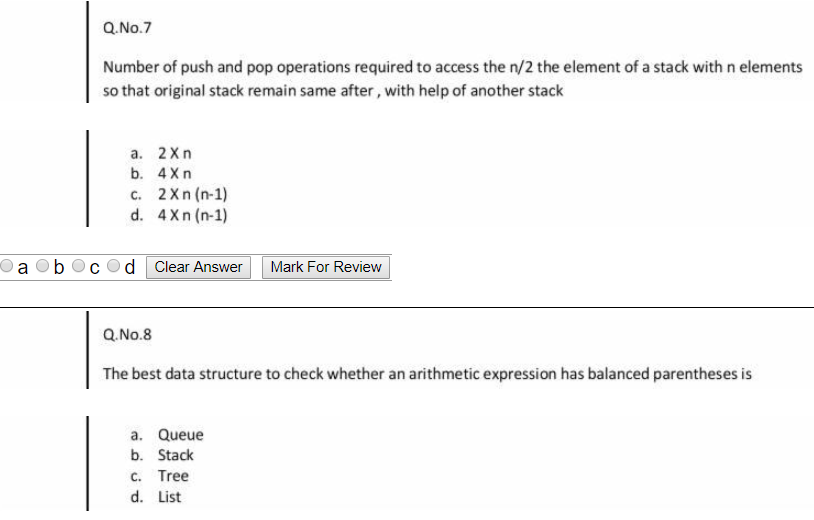 Q.No.7
Number of push and pop operations required to access the n/2 the element of a stack with n elements
so that original stack remain same after , with help of another stack
a. 2 X n
b. 4 X n
c. 2 X n (n-1)
d. 4 X n (n-1)
a b c d Clear Answer Mark For Review
Q.No.8
The best data structure to check whether an arithmetic expression has balanced parentheses is
a. Queue
b. Stack
c. Tree
d. List